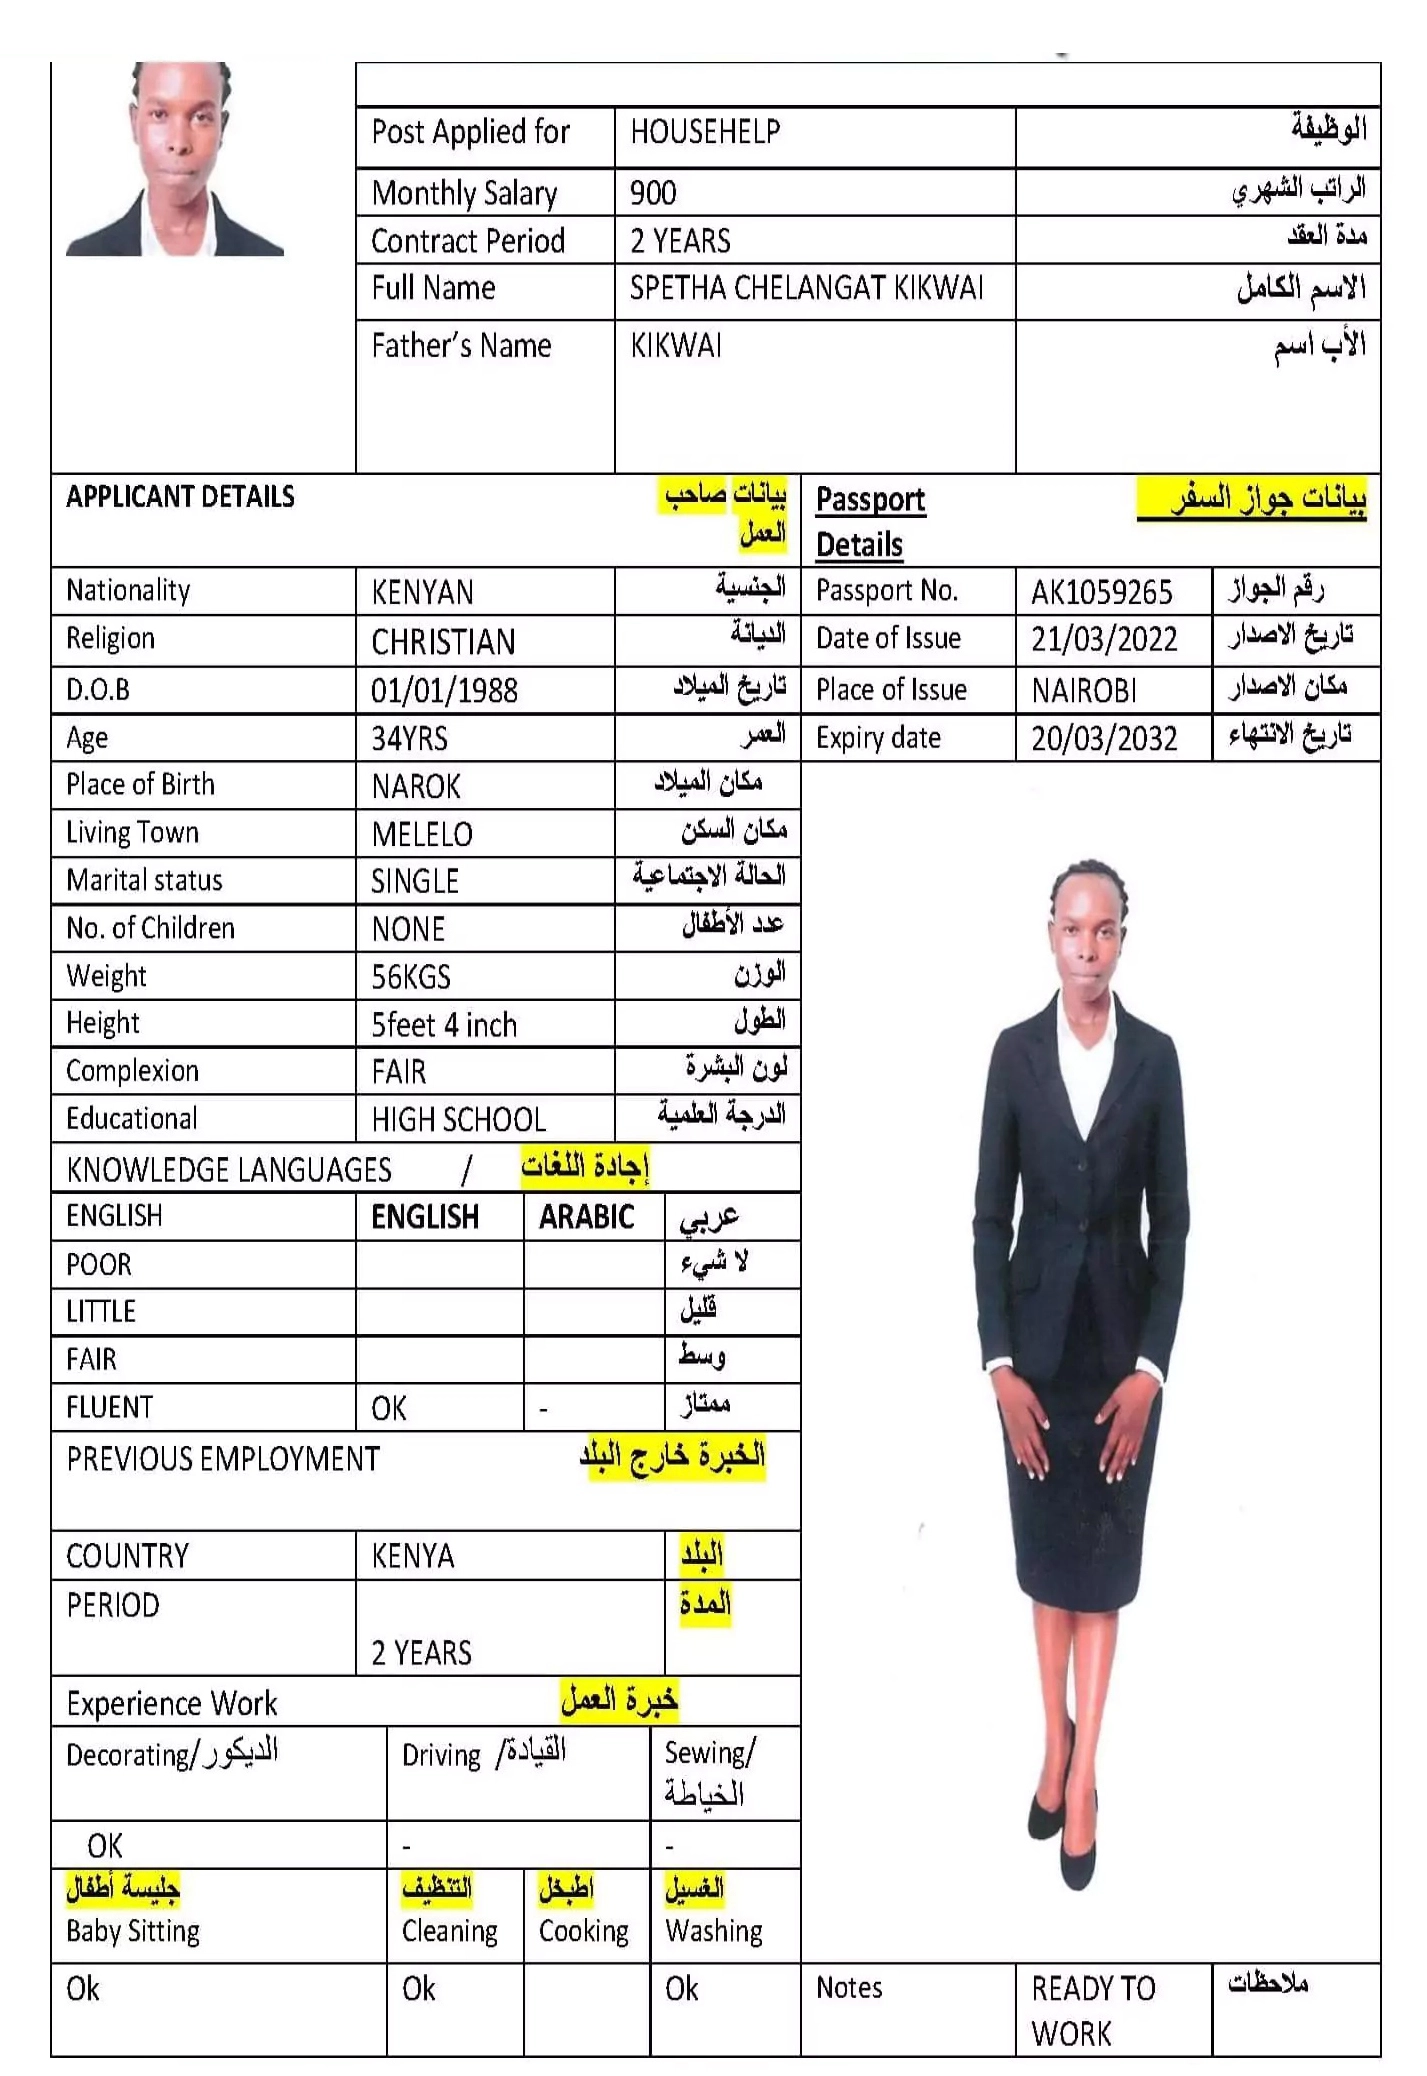 Post Applied for HOUSEHELP الوظيفة
Monthly Salary 900 الراتب الشهري
Contract Period 2 YEARS مدة العقد
Full Name SPETHA CHELANGAT KIKWAI الاسم الكامل
Father's Name KIKWAI الأب اسم
APPLICANT DETAILS بيانات صاحب
العمل
Passport بيانات جواز السفر
Details
Nationality KENYAN الجنسية
Religion CHRISTIAN الديانة
D.O.B 01/01/1988 تاريخ الميلاد
Age 34YRS العمر
Place of Birth NAROK مكان الميلاد
Living Town MELELO مكان السكن
Marital status SINGLE الحالة الاجتماعية
No. of Children NONE عدد الأطفال
Weight 56KGS الوزن
Height 5feet 4 inch الطول
Complexion FAIR لون البشرة
Educational HIGH SCHOOL الدرجة العلمية
Passport No. AK1059265 رقم الجواز
Date of Issue 21/03/2022 تاريخ الاصدار
Place of Issue NAIROBI مكان الاصدار
Expiry date 20/03/2032 تاريخ الانتهاء
KNOWLEDGE LANGUAGES / إجادة اللغات
ENGLISH ENGLISH ARABIC عربي
POOR لا شيء
LITTLE قليل
FAIR وسط
FLUENT OK - ممتاز
PREVIOUS EMPLOYMENT الخبرة خارج البلد
COUNTRY KENYA البلد
PERIOD المدة
2 YEARS
Experience Work خبرة العمل
Decorating/الديكور Driving /القيادة Sewing/
الخياطة
OK - -
جليسة أطفال التنظيف اطبخل الغسيل
Baby Sitting Cleaning Cooking Washing
Ok Ok Ok
Notes READY TO ملاحظات
WORK